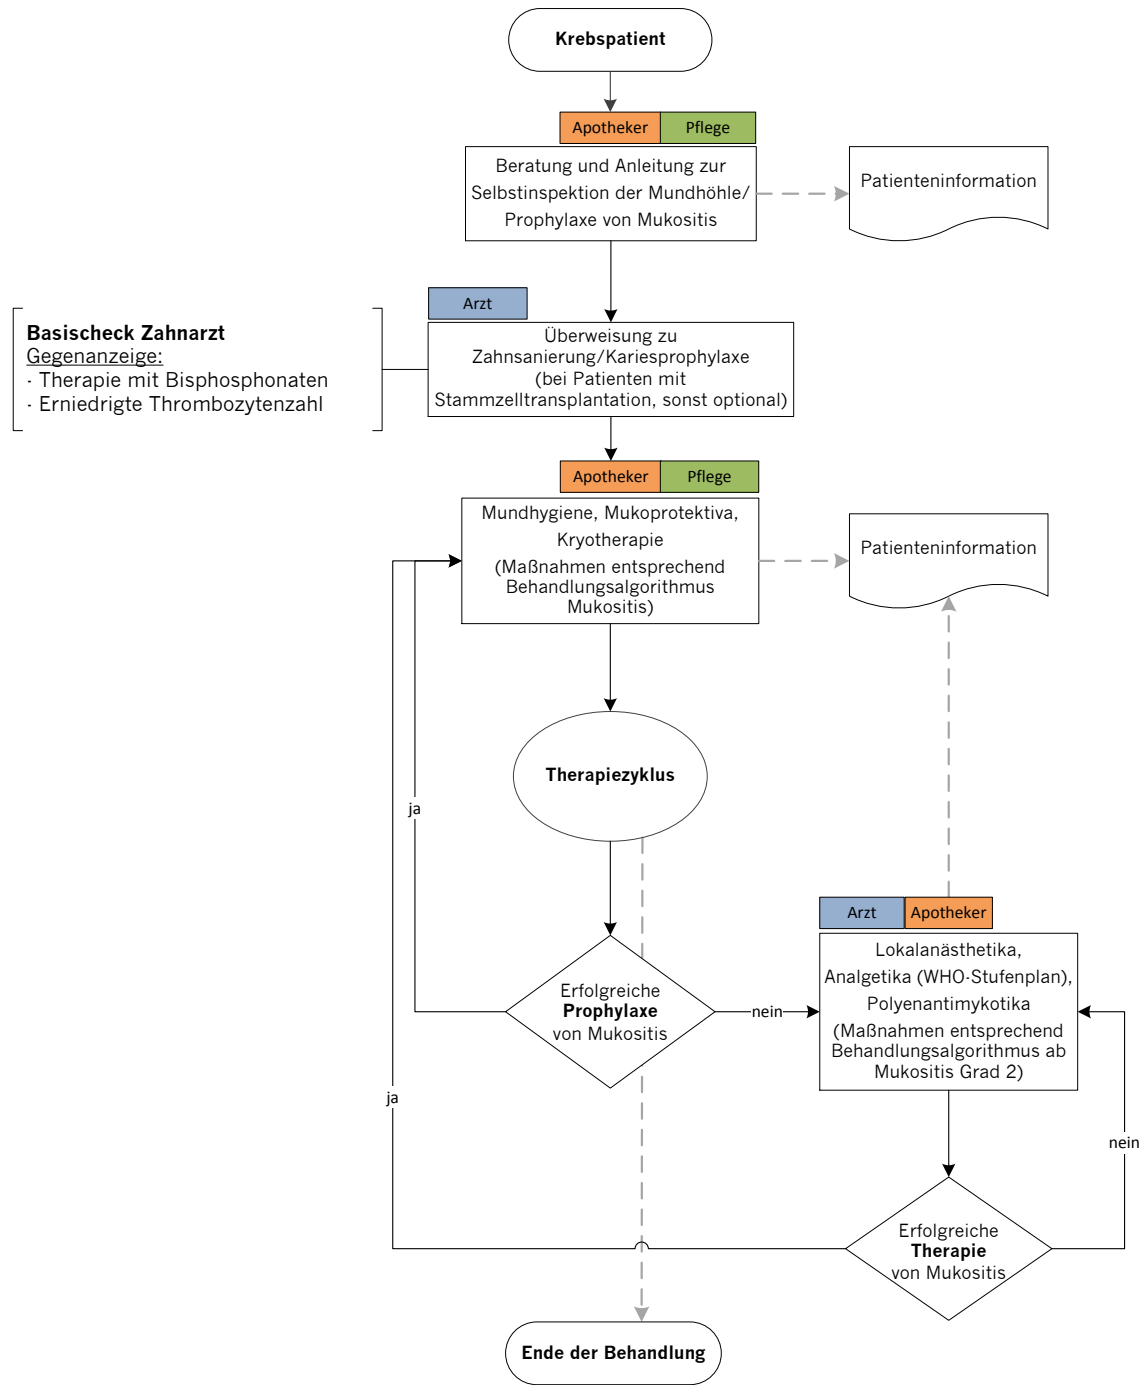 Krebspatient
Apotheker
Pflege
Beratung und Anleitung zur
Selbstinspektion der Mundhöhle/
Prophylaxe von Mukositis
Patienteninformation
Arzt
Basischeck Zahnarzt
Gegenanzeige:
- Therapie mit Bisphosphonaten
- Erniedrigte Thrombozytenzahl
Überweisung zu
Zahnsanierung/Kariesprophylaxe
(bei Patienten mit
Stammzelltransplantation, sonst optional)
Apotheker
Pflege
Mundhygiene, Mukoprotektiva,
Kryotherapie
(Maßnahmen entsprechend
Behandlungsalgorithmus
Mukositis)
Patienteninformation
Therapiezyklus
ja
Arzt
Apotheker
Lokalanästhetika,
Analgetika (WHO-Stufenplan),
Polyenantimykotika
(Maßnahmen entsprechend
Behandlungsalgorithmus ab
Mukositis Grad 2)
Erfolgreiche
Prophylaxe
von Mukositis
nein
ja
nein
Erfolgreiche
Therapie
von Mukositis
Ende der Behandlung